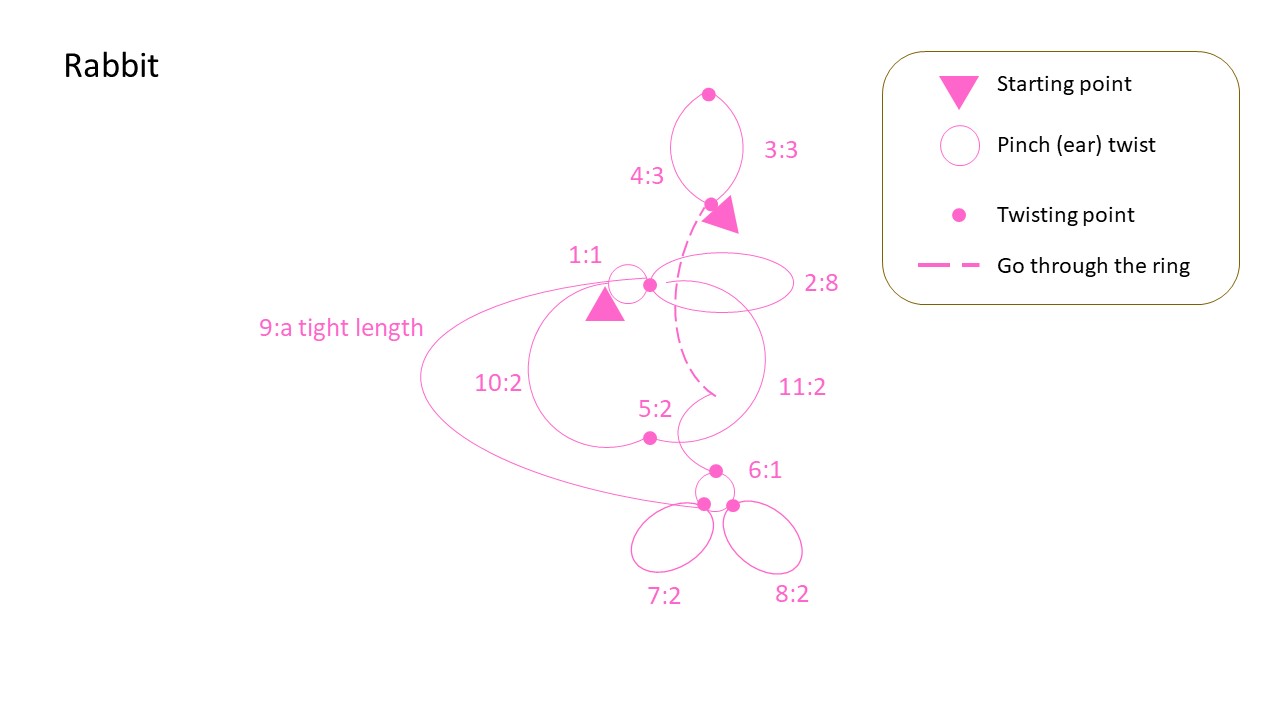 Rabbit
Starting point
Pinch (ear) twist
Twisting point
Go through the ring
3:3
4:3
1:1
2:8
9:a tight length
10:2
11:2
5:2
6:1
7:2
8:2